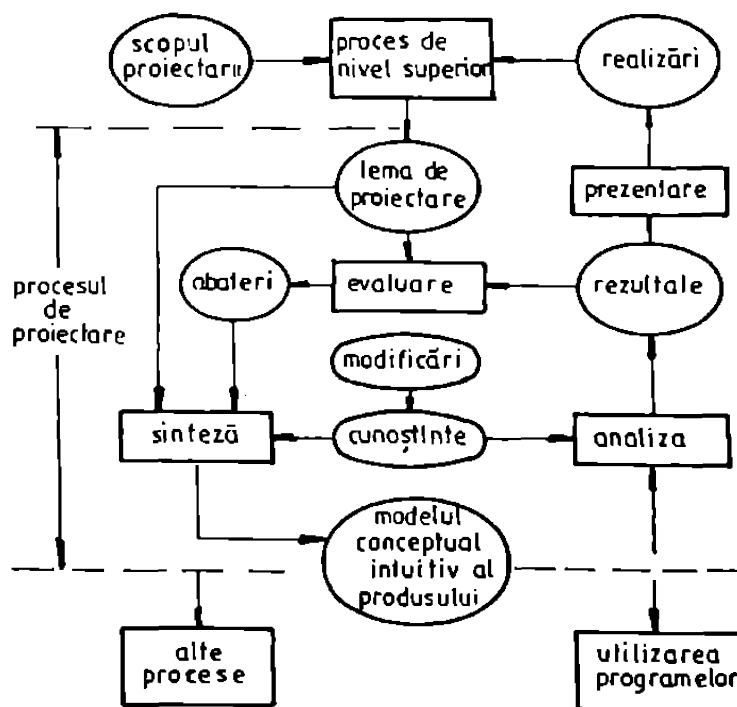 scopul
proiectarii
proces de
nivel superior
realizări
lema de
proiectare
prezentare
procesul
de
proiectare
abateri
evaluare
rezultale
modificări
sinteză
cunoștinte
analiza
modelul
conceptual
intuitiv al
produsului
alte
procese
utilizarea
programelor